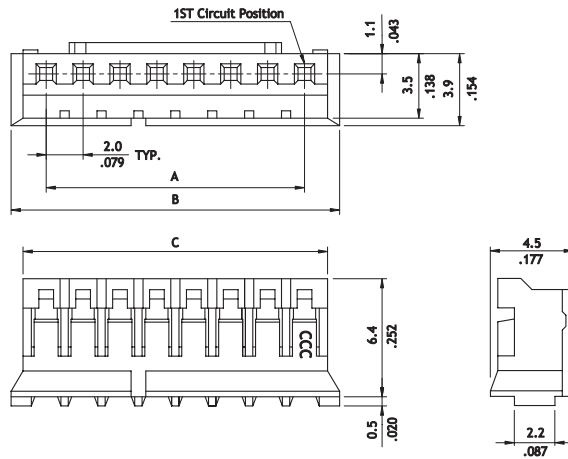 1ST Circuit Position
1.1
.043
3.5
.138
3.9
.154
2.0
.079
TYP.
A
B
C
4.5
.177
CCC
6.4
.252
0.5
.020
2.2
.087